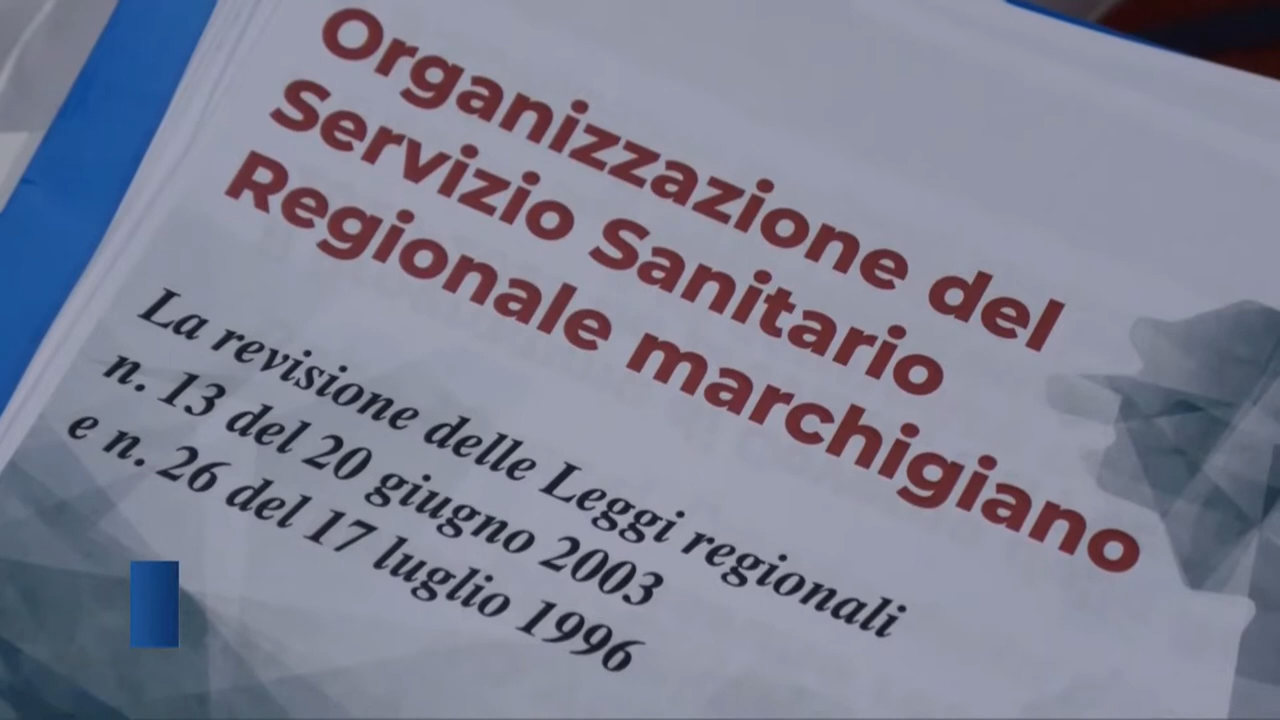 Organizzazione del
Servizio Sanitario
Regionale marchigiano
La revisione delle Leggi regionali
n. 13 del 20 giugno 2003
e n. 26 del 17 luglio 1996